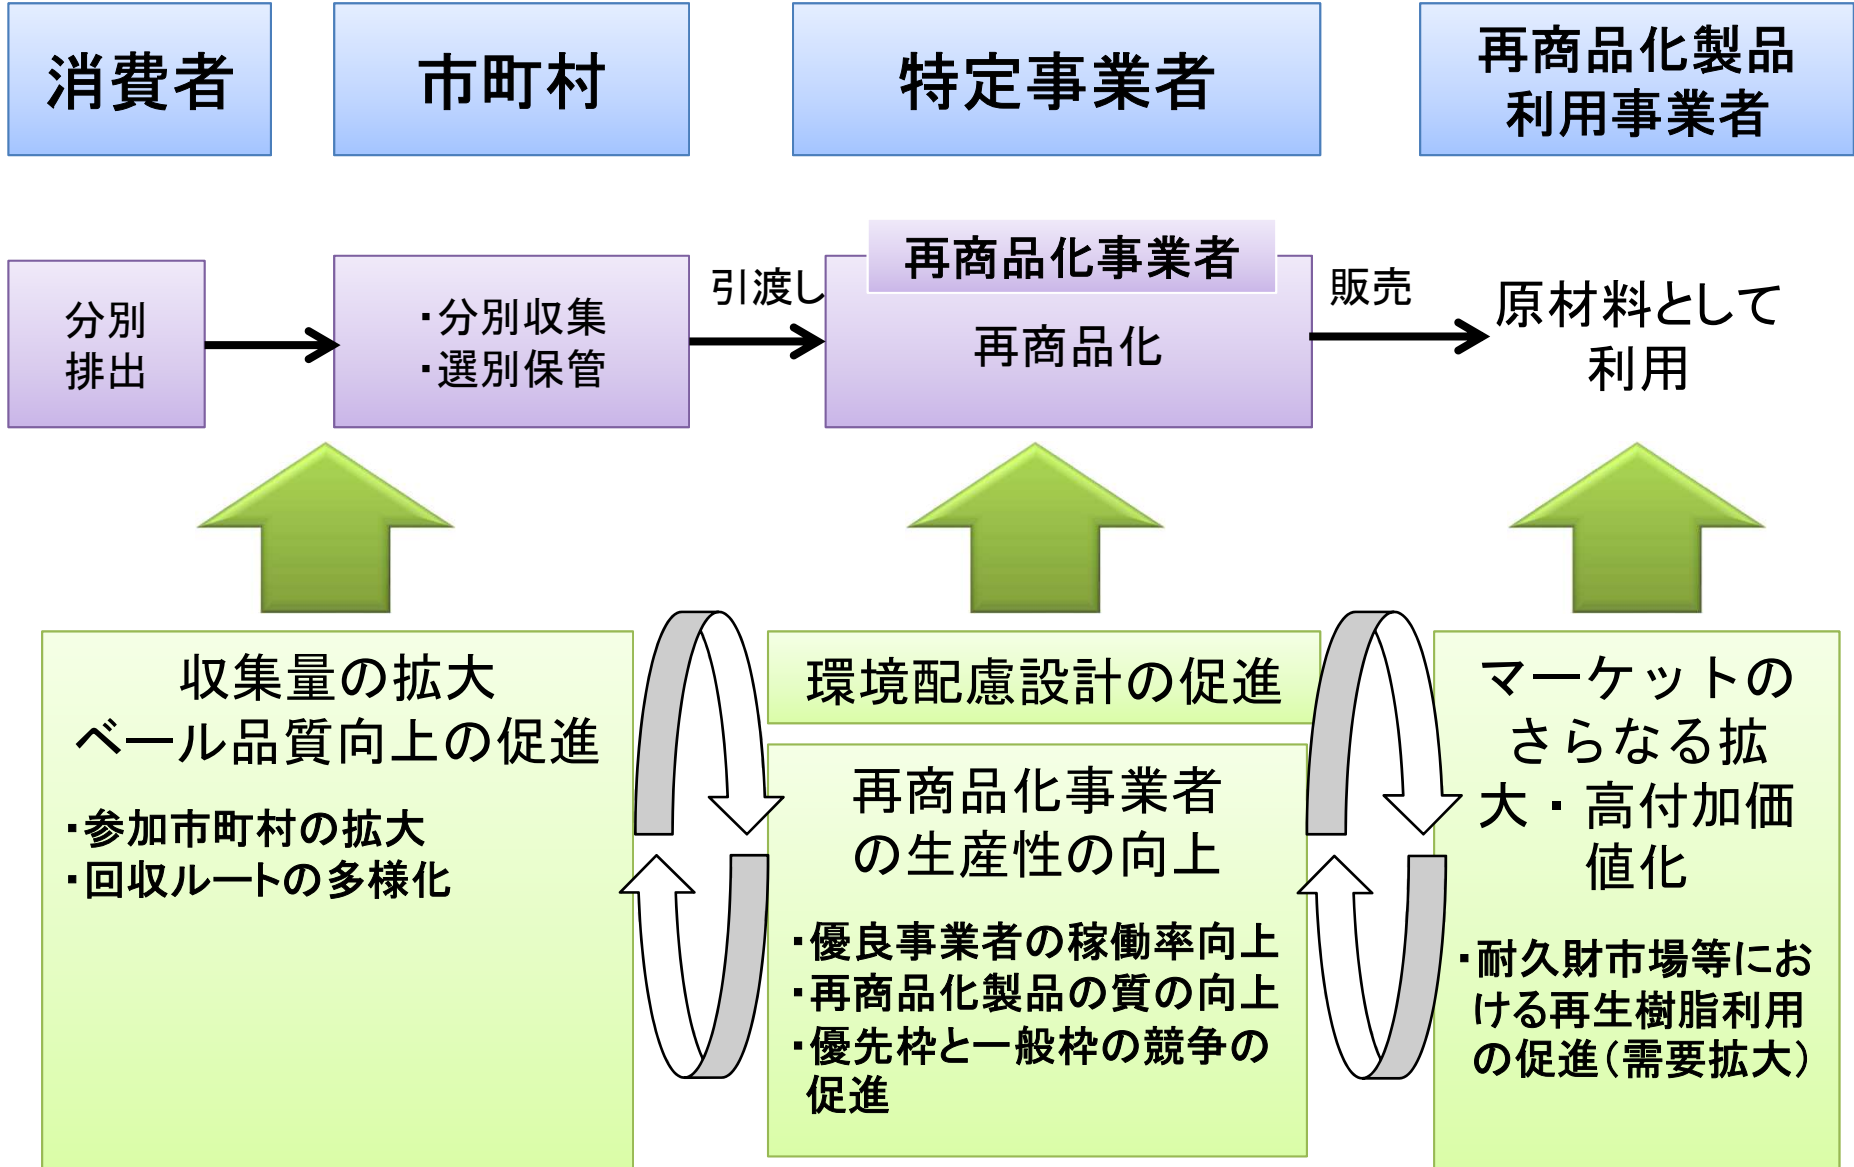 消費者
市町村
特定事業者
再商品化製品
利用事業者
分別
排出
・分別収集
・選別保管
引渡し
再商品化事業者
再商品化
販売
原材料として
利用
収集量の拡大
ベール品質向上の促進
・参加市町村の拡大
・回収ルートの多様化
環境配慮設計の促進
再商品化事業者
の生産性の向上
・優良事業者の稼働率向上
・再商品化製品の質の向上
・優先枠と一般枠の競争の
促進
マーケットの
さらなる拡
大・高付加価
値化
・耐久財市場等にお
ける再生樹脂利用
の促進（需要拡大）